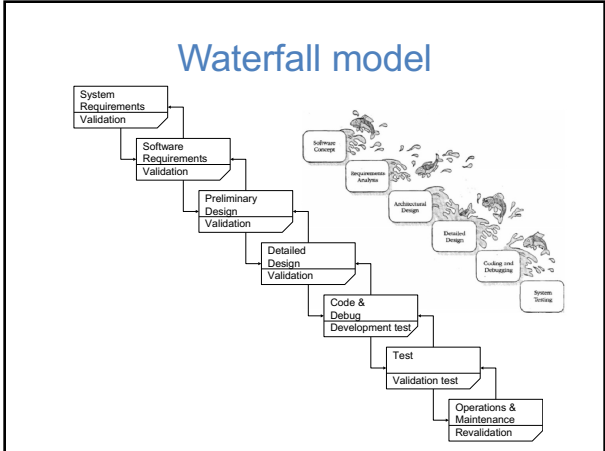 Waterfall model
System
Requirements
Validation
Software
Requirements
Validation
Preliminary
Design
Validation
Detailed
Design
Validation
Code &
Debug
Development test
Test
Validation test
Operations &
Maintenance
Revalidation
Software
Concept
Requirements
Analysis
Architectural
Design
Detailed
Design
Coding and
Debugging
System
Testing